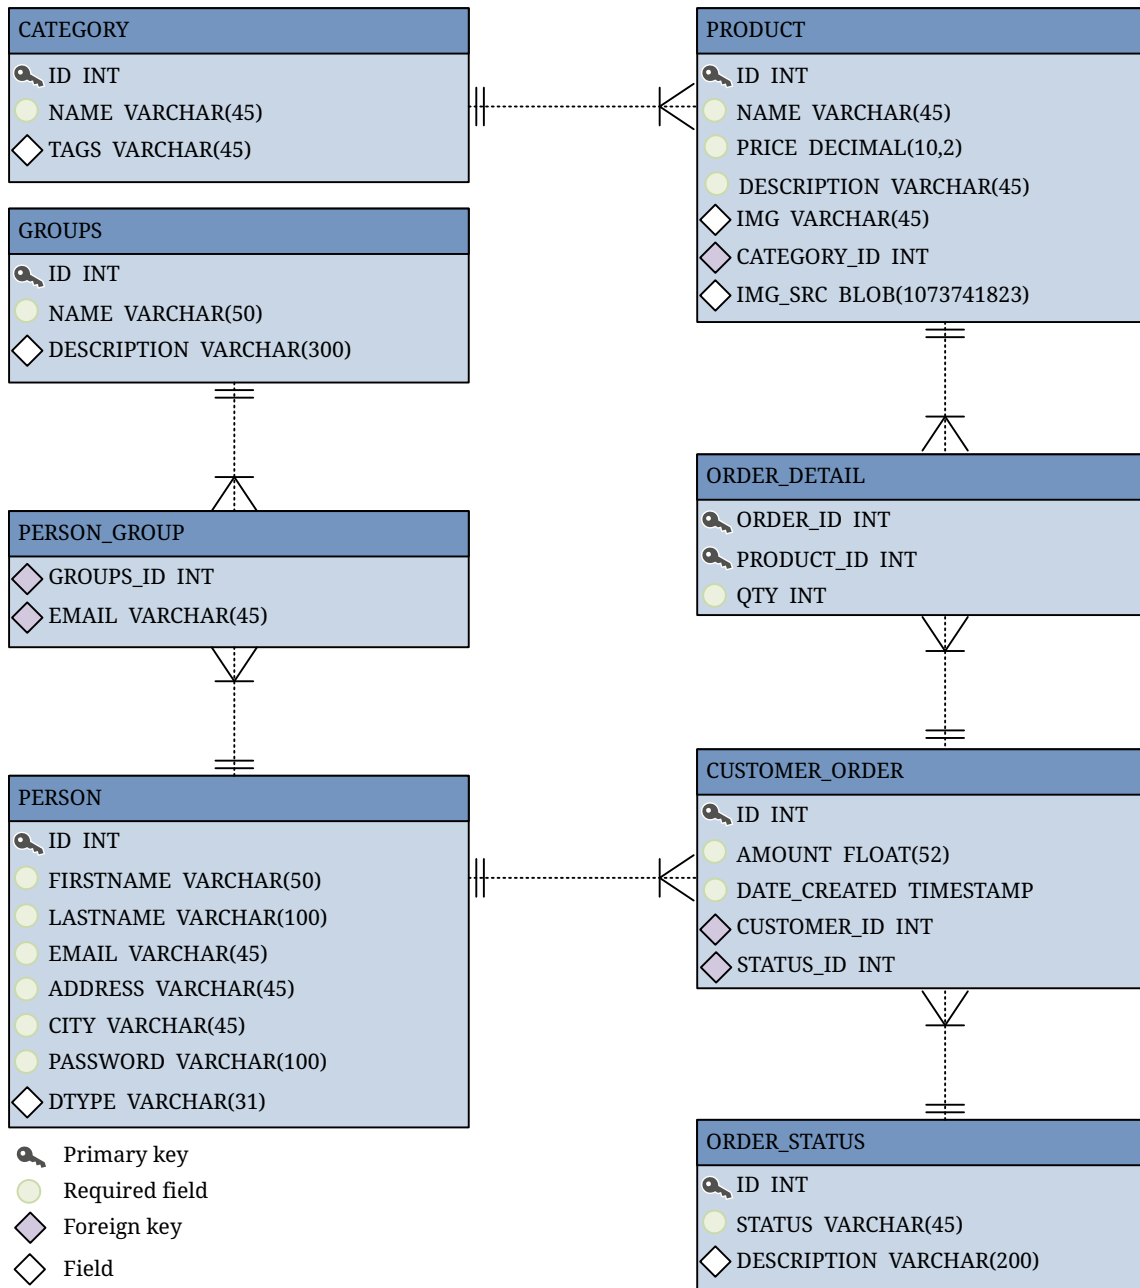 CATEGORY
ID INT
NAME VARCHAR(45)
TAGS VARCHAR(45)
GROUPS
ID INT
NAME VARCHAR(50)
DESCRIPTION VARCHAR(300)
PERSON_GROUP
GROUPS_ID INT
EMAIL VARCHAR(45)
PERSON
ID INT
FIRSTNAME VARCHAR(50)
LASTNAME VARCHAR(100)
EMAIL VARCHAR(45)
ADDRESS VARCHAR(45)
CITY VARCHAR(45)
PASSWORD VARCHAR(100)
DTYPE VARCHAR(31)
Primary key
Required field
Foreign key
Field
PRODUCT
ID INT
NAME VARCHAR(45)
PRICE DECIMAL(10,2)
DESCRIPTION VARCHAR(45)
IMG VARCHAR(45)
CATEGORY_ID INT
IMG_SRC BLOB(1073741823)
ORDER_DETAIL
ORDER_ID INT
PRODUCT_ID INT
QTY INT
CUSTOMER_ORDER
ID INT
AMOUNT FLOAT(52)
DATE_CREATED TIMESTAMP
CUSTOMER_ID INT
STATUS_ID INT
ORDER_STATUS
ID INT
STATUS VARCHAR(45)
DESCRIPTION VARCHAR(200)